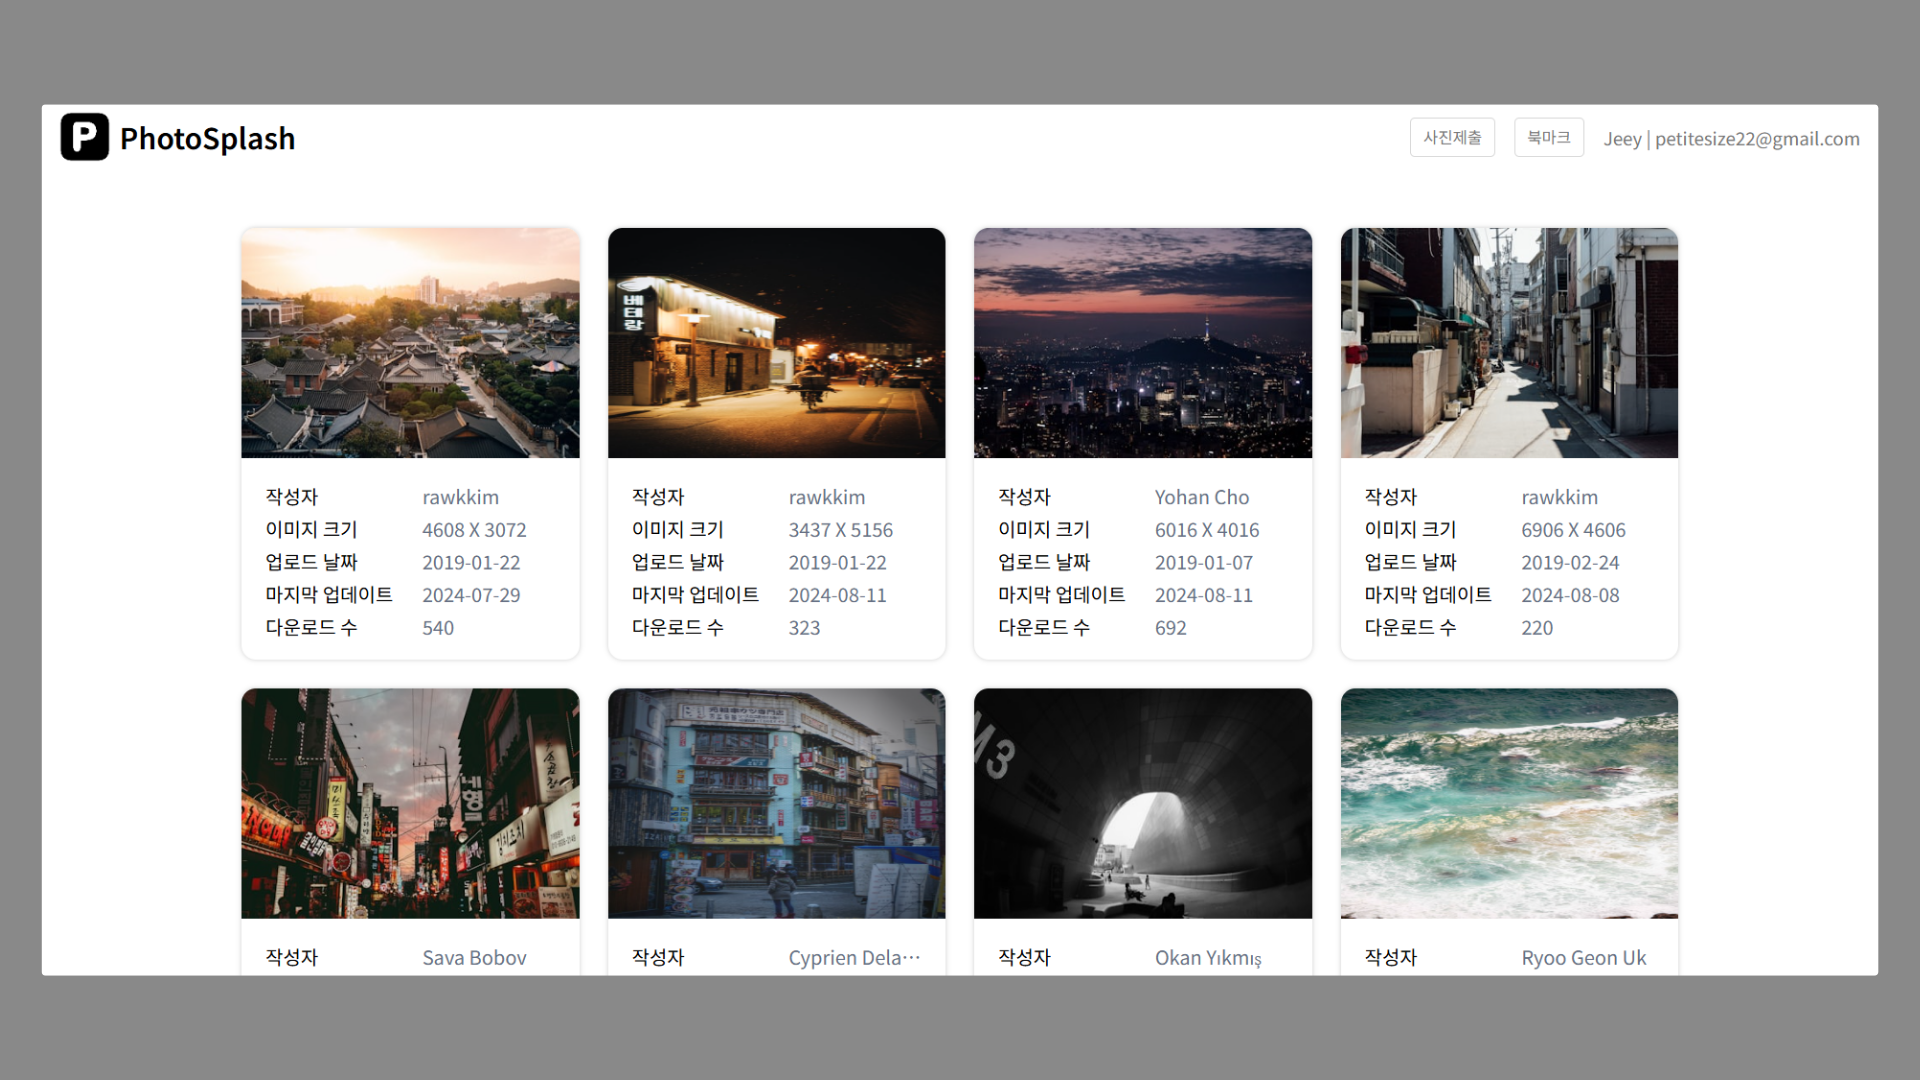 P PhotoSplash
사진제출 북마크 Jeey | petitesize22@gmail.com
베테랑
작성자 rawkkim
이미지 크기 4608 X 3072
업로드 날짜 2019-01-22
마지막 업데이트 2024-07-29
다운로드 수 540
작성자 rawkkim
이미지 크기 3437 X 5156
업로드 날짜 2019-01-22
마지막 업데이트 2024-08-11
다운로드 수 323
작성자 Yohan Cho
이미지 크기 6016 X 4016
업로드 날짜 2019-01-07
마지막 업데이트 2024-08-11
다운로드 수 692
작성자 rawkkim
이미지 크기 6906 X 4606
업로드 날짜 2019-02-24
마지막 업데이트 2024-08-08
다운로드 수 220
M3
작성자 Sava Bobov
작성자 Cyprien Dela···
작성자 Okan Yıkmış
작성자 Ryoo Geon Uk